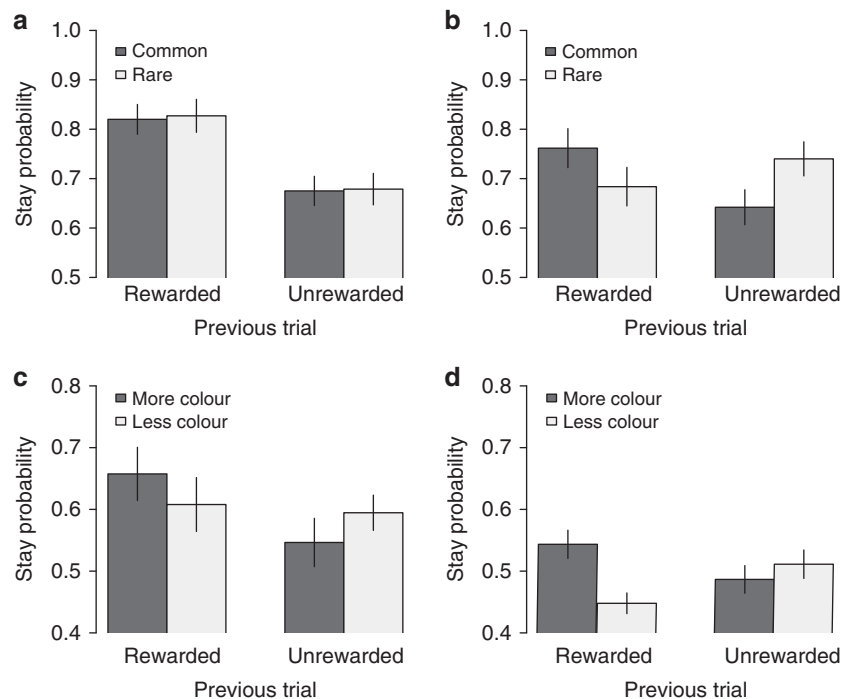 a
Common
Rare
Stay probability
1.0
0.9
0.8
0.7
0.6
0.5
Rewarded Unrewarded
Previous trial
b
Common
Rare
Stay probability
1.0
0.9
0.8
0.7
0.6
0.5
Rewarded Unrewarded
Previous trial
c
More colour
Less colour
Stay probability
0.8
0.7
0.6
0.5
0.4
Rewarded Unrewarded
Previous trial
d
More colour
Less colour
Stay probability
0.8
0.7
0.6
0.5
0.4
Rewarded Unrewarded
Previous trial